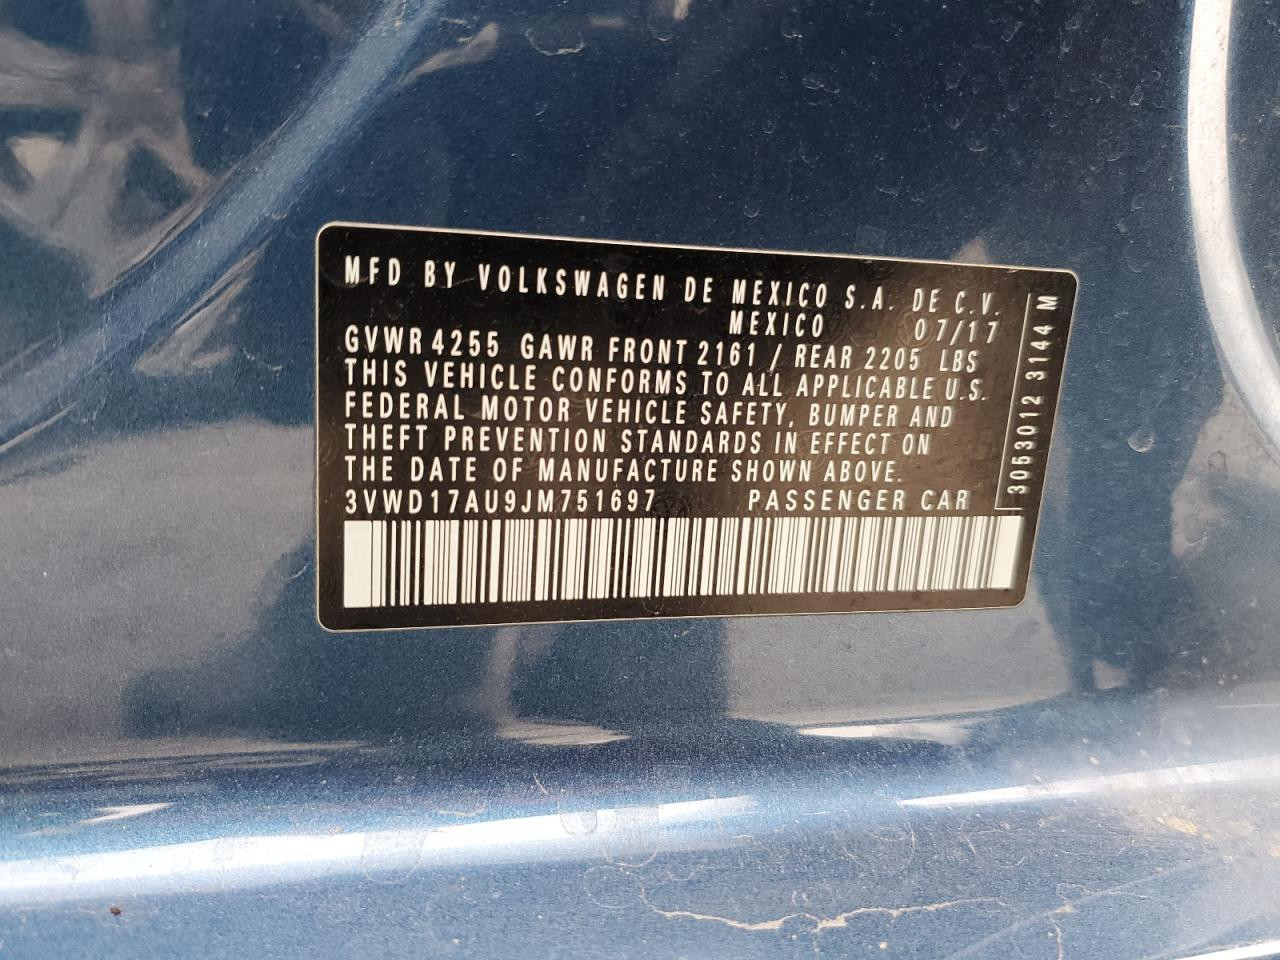 MFD BY VOLKSWAGEN DE MEXICO S.A. DE C.V.
MEXICO 07/17
GVWR 4255 GAWR FRONT 2161 / REAR 2205 LBS
THIS VEHICLE CONFORMS TO ALL APPLICABLE U.S.
FEDERAL MOTOR VEHICLE SAFETY, BUMPER AND
THEFT PREVENTION STANDARDS IN EFFECT ON
THE DATE OF MANUFACTURE SHOWN ABOVE.
3VWD17AU9JM751697 PASSENGER CAR
3053012 3144 M